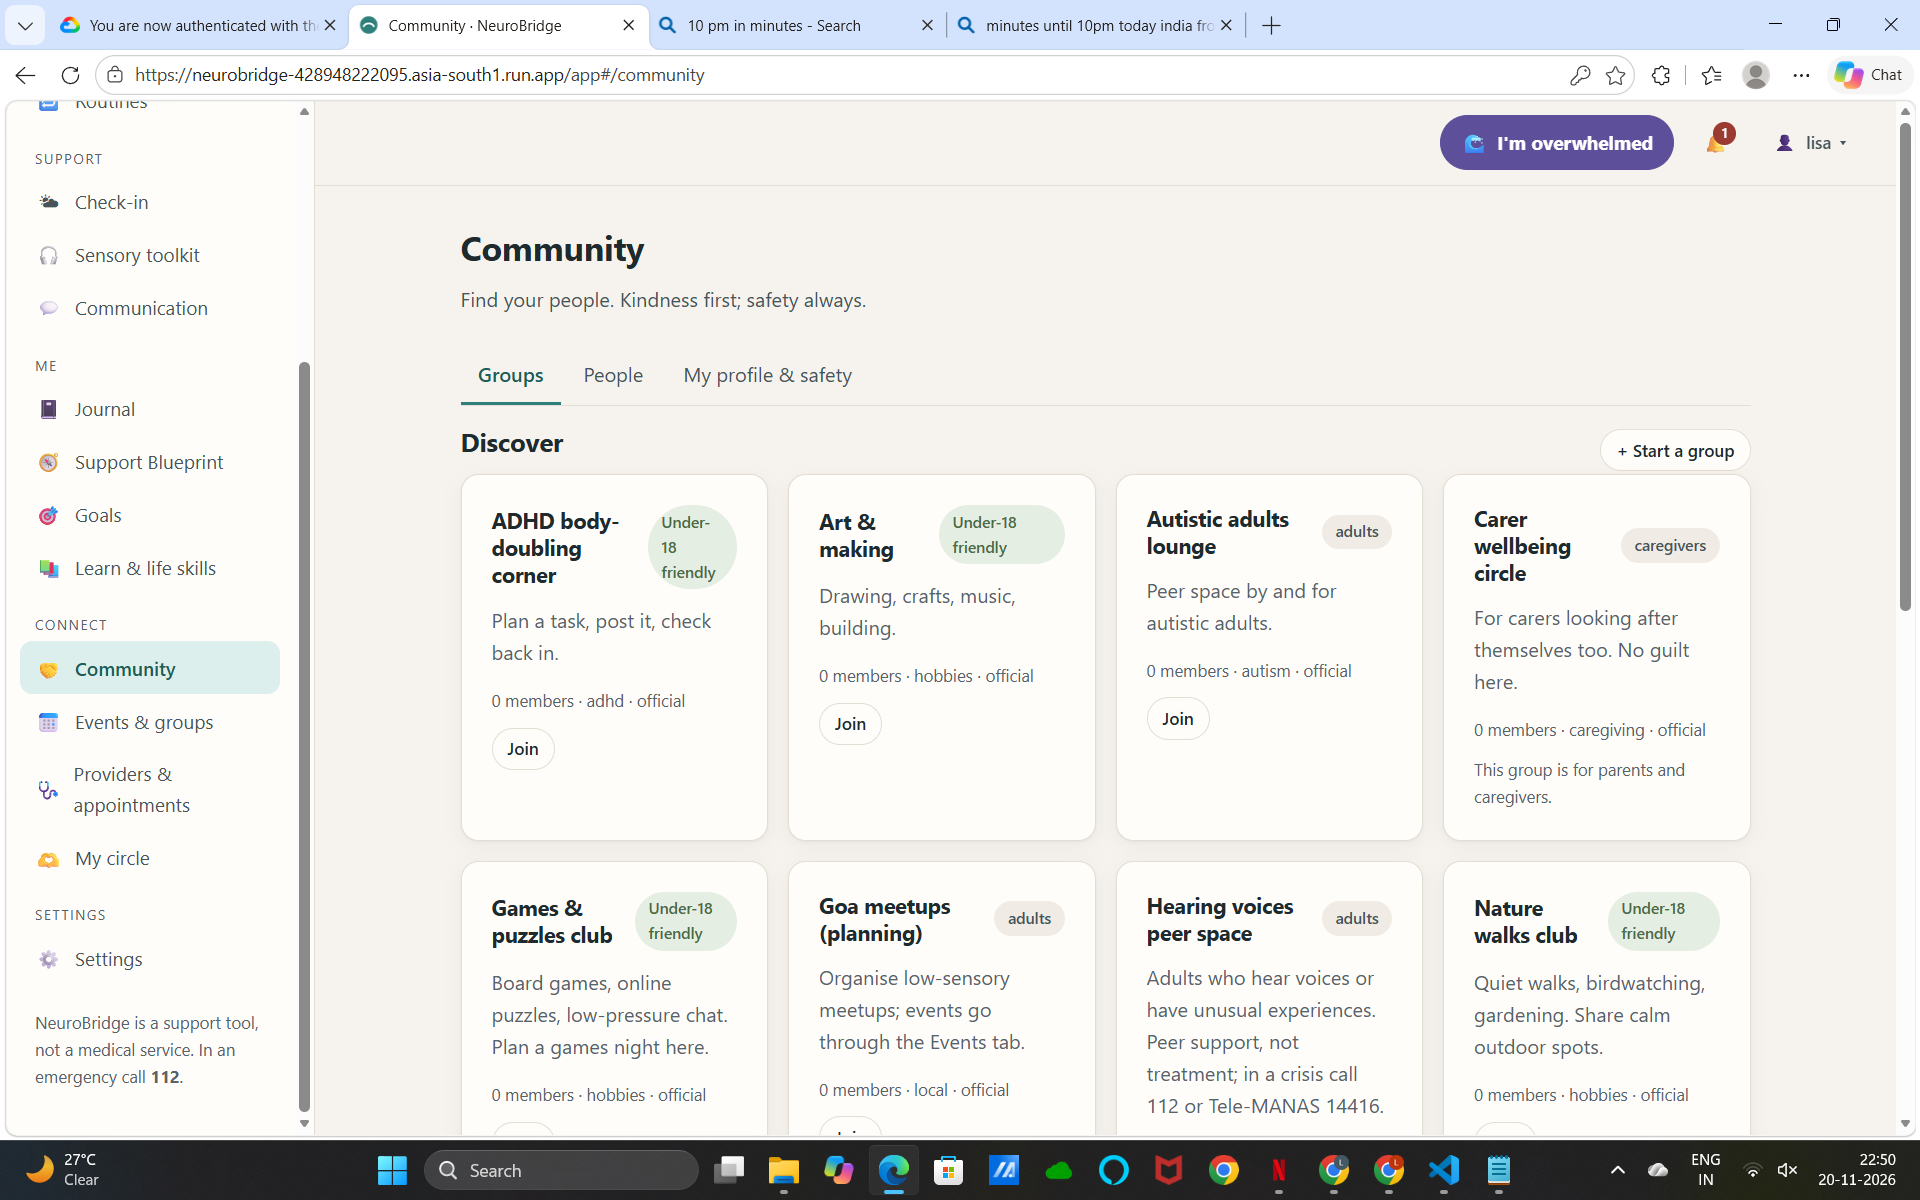 You are now authenticated with the
Community · NeuroBridge
10 pm in minutes - Search
minutes until 10pm today india fro
https://neurobridge-428948222095.asia-south1.run.app/app#/community
Chat
Routines
SUPPORT
Check-in
Sensory toolkit
Communication
ME
Journal
Support Blueprint
Goals
Learn & life skills
CONNECT
Community
Events & groups
Providers &
appointments
My circle
SETTINGS
Settings
NeuroBridge is a support tool,
not a medical service. In an
emergency call 112.
I'm overwhelmed
1
lisa
Community
Find your people. Kindness first; safety always.
Groups
People
My profile & safety
Discover
+ Start a group
ADHD body-
doubling
corner
Under-
18
friendly
Plan a task, post it, check
back in.
0 members · adhd · official
Join
Art &
making
Under-18
friendly
Drawing, crafts, music,
building.
0 members · hobbies · official
Join
Autistic adults
lounge
adults
Peer space by and for
autistic adults.
0 members · autism · official
Join
Carer
wellbeing
circle
caregivers
For carers looking after
themselves too. No guilt
here.
0 members · caregiving · official
This group is for parents and
caregivers.
Games &
puzzles club
Under-18
friendly
Board games, online
puzzles, low-pressure chat.
Plan a games night here.
0 members · hobbies · official
Goa meetups
(planning)
adults
Organise low-sensory
meetups; events go
through the Events tab.
0 members · local · official
Join
Hearing voices
peer space
adults
Adults who hear voices or
have unusual experiences.
Peer support, not
treatment; in a crisis call
112 or Tele-MANAS 14416.
Nature
walks club
Under-18
friendly
Quiet walks, birdwatching,
gardening. Share calm
outdoor spots.
0 members · hobbies · official
27°C
Clear
Search
ENG
IN
22:50
20-11-2026